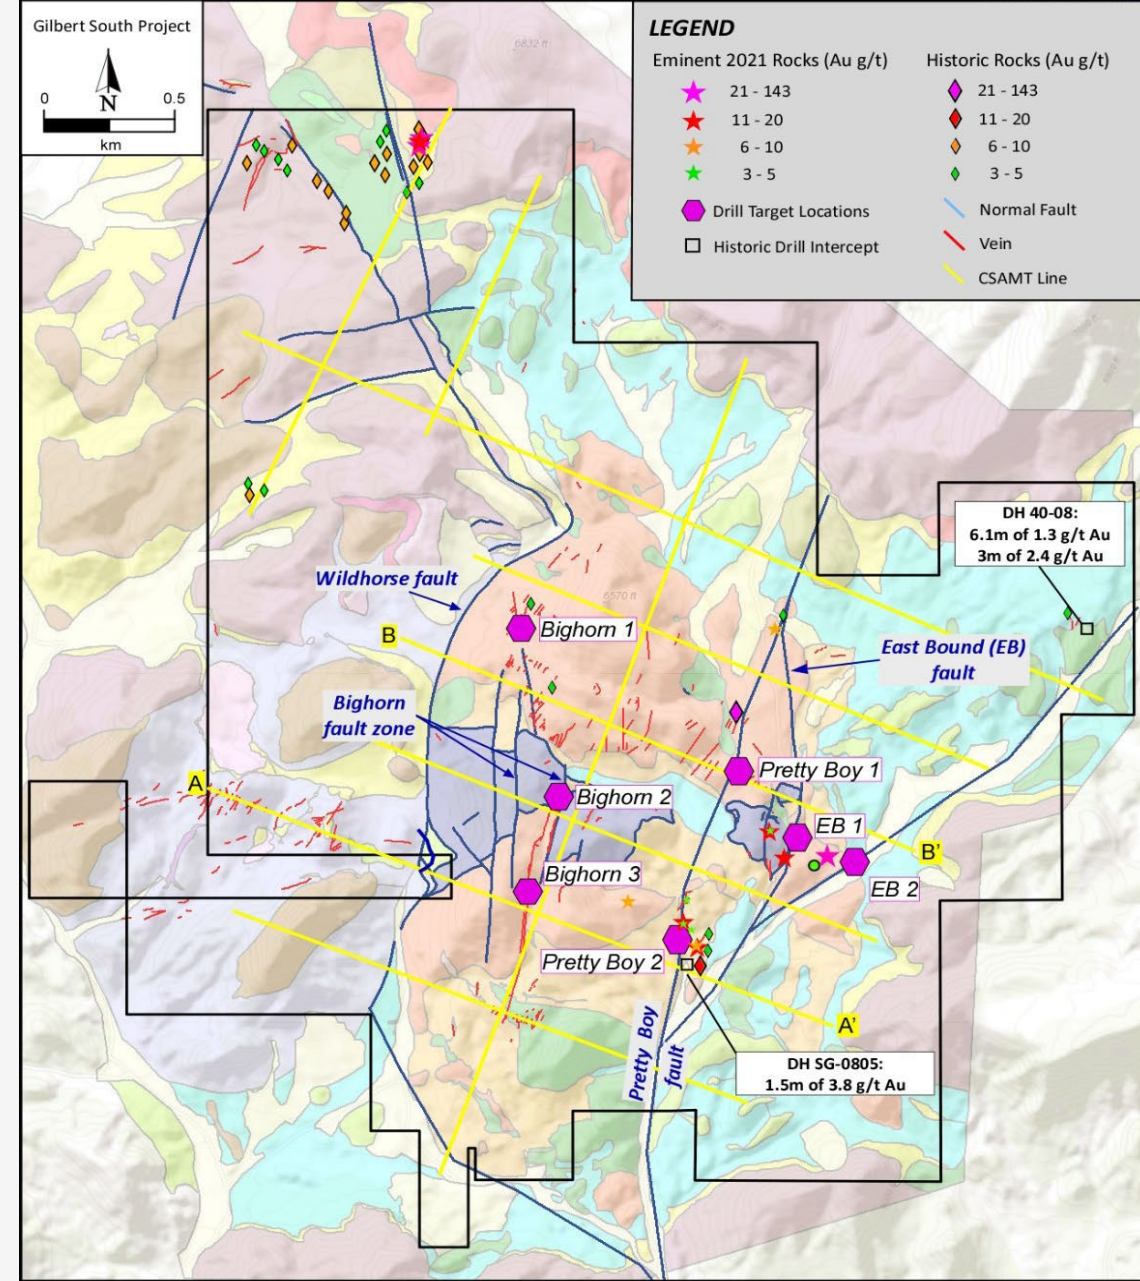 Gilbert South Project
0 0.5
N
km
LEGEND
Eminent 2021 Rocks (Au g/t)
21 - 143
11 - 20
6 - 10
3 - 5
Drill Target Locations
Historic Drill Intercept
Historic Rocks (Au g/t)
21 - 143
11 - 20
6 - 10
3 - 5
Normal Fault
Vein
CSAMT Line
6832 ft
DH 40-08:
6.1m of 1.3 g/t Au
3m of 2.4 g/t Au
Wildhorse fault
6570 ft
B
Bighorn 1
East Bound (EB)
fault
Bighorn
fault zone
Pretty Boy 1
A
Bighorn 2
EB 1
B'
Bighorn 3
EB 2
Pretty Boy 2
A'
Pretty Boy
fault
DH SG-0805:
1.5m of 3.8 g/t Au